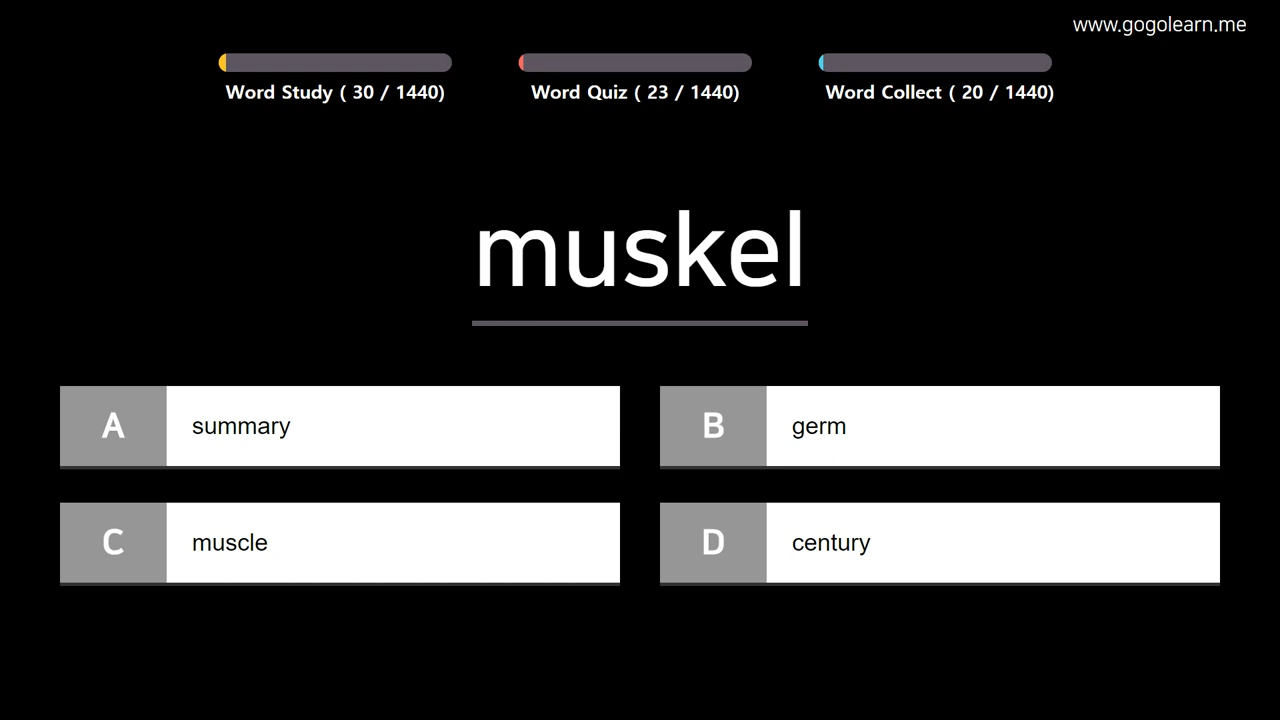 www.gogolearn.me
Word Study ( 30 / 1440)
Word Quiz ( 23 / 1440)
Word Collect ( 20 / 1440)
muskel
A summary
B germ
C muscle
D century